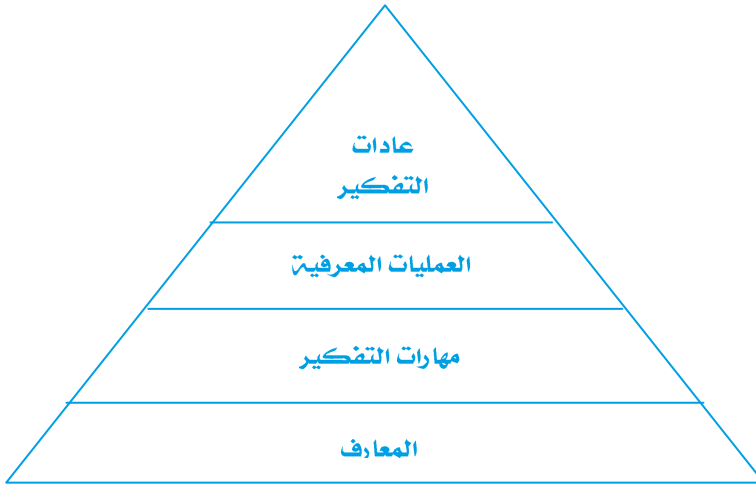 عادات
التفكير
العمليات المعرفية
مهارات التفكير
المعارف